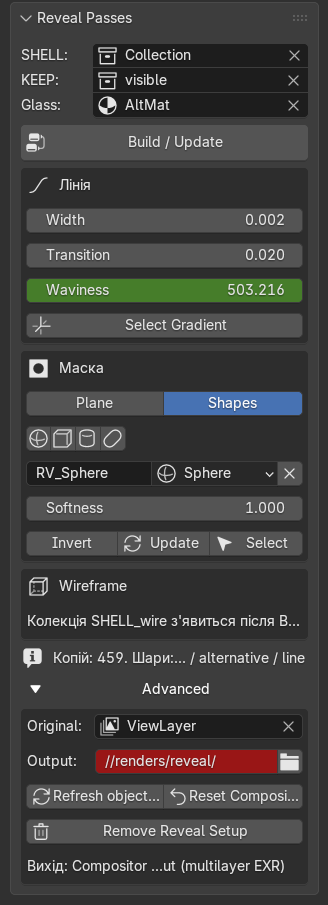 Reveal Passes
SHELL: Collection
KEEP: visible
Glass: AltMat
Build / Update
Лінія
Width 0.002
Transition 0.020
Waviness 503.216
Select Gradient
Маска
Plane Shapes
RV_Sphere Sphere
Softness 1.000
Invert Update Select
Wireframe
Колекція SHELL_wire з'явиться після B...
Копій: 459. Шари:... / alternative / line
Advanced
Original: ViewLayer
Output: //renders/reveal/
Refresh object... Reset Composi...
Remove Reveal Setup
Вихід: Compositor ...ut (multilayer EXR)